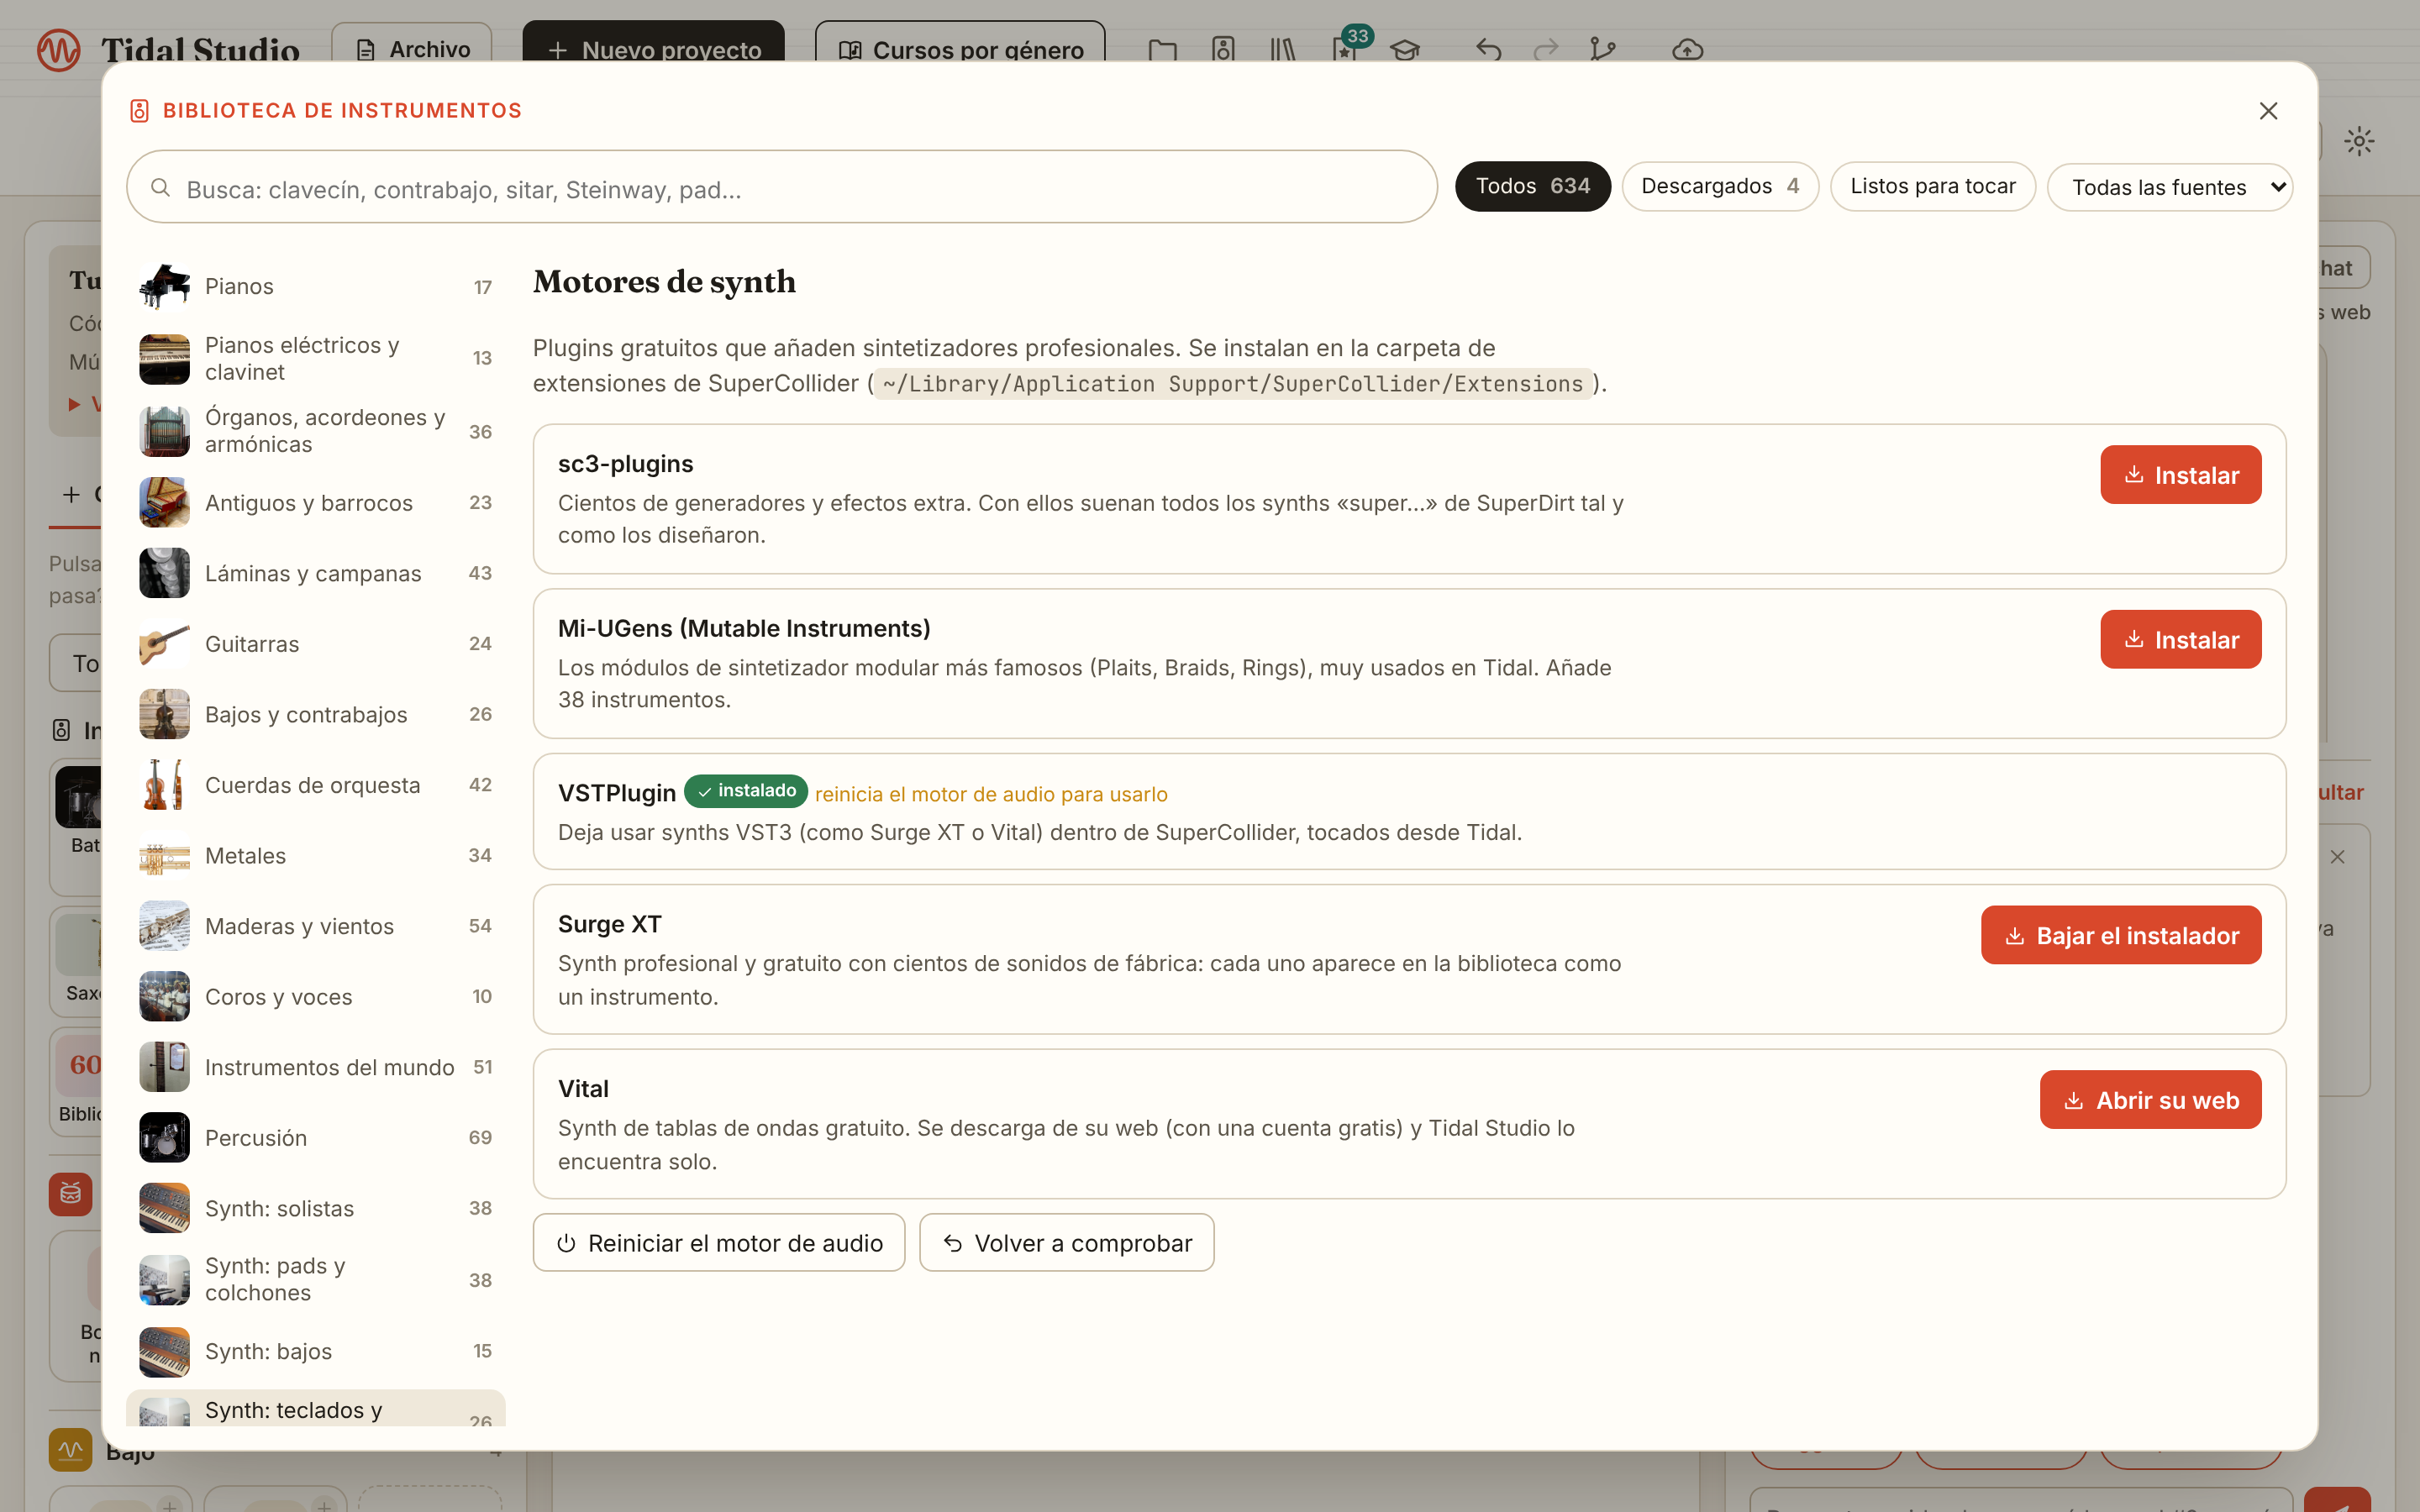 Tidal Studio
Archivo
Nuevo proyecto
Cursos por género
33
BIBLIOTECA DE INSTRUMENTOS
Busca: clavecín, contrabajo, sitar, Steinway, pad...
Todos 634
Descargados 4
Listos para tocar
Todas las fuentes
Pianos 17
Pianos eléctricos y
clavinet 13
Órganos, acordeones y
armónicas 36
Antiguos y barrocos 23
Láminas y campanas 43
Guitarras 24
Bajos y contrabajos 26
Cuerdas de orquesta 42
Metales 34
Maderas y vientos 54
Coros y voces 10
Instrumentos del mundo 51
Percusión 69
Synth: solistas 38
Synth: pads y
colchones 38
Synth: bajos 15
Synth: teclados y
26
Motores de synth
Plugins gratuitos que añaden sintetizadores profesionales. Se instalan en la carpeta de
extensiones de SuperCollider (~/Library/Application Support/SuperCollider/Extensions).
sc3-plugins
Cientos de generadores y efectos extra. Con ellos suenan todos los synths «super...» de SuperDirt tal y
como los diseñaron.
Instalar
Mi-UGens (Mutable Instruments)
Los módulos de sintetizador modular más famosos (Plaits, Braids, Rings), muy usados en Tidal. Añade
38 instrumentos.
Instalar
VSTPlugin instalado reinicia el motor de audio para usarlo
Deja usar synths VST3 (como Surge XT o Vital) dentro de SuperCollider, tocados desde Tidal.
Surge XT
Synth profesional y gratuito con cientos de sonidos de fábrica: cada uno aparece en la biblioteca como
un instrumento.
Bajar el instalador
Vital
Synth de tablas de ondas gratuito. Se descarga de su web (con una cuenta gratis) y Tidal Studio lo
encuentra solo.
Abrir su web
Reiniciar el motor de audio
Volver a comprobar
Pulsa
pasa?
60
Bajo
web